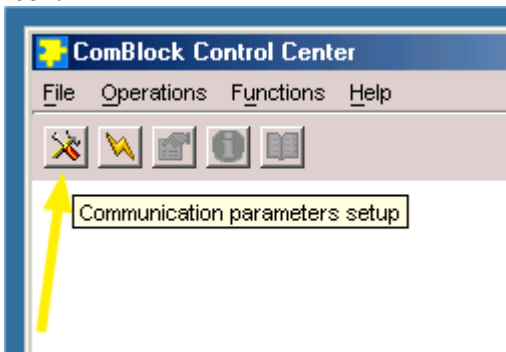 ComBlock Control Center
File Operations Functions Help
Communication parameters setup